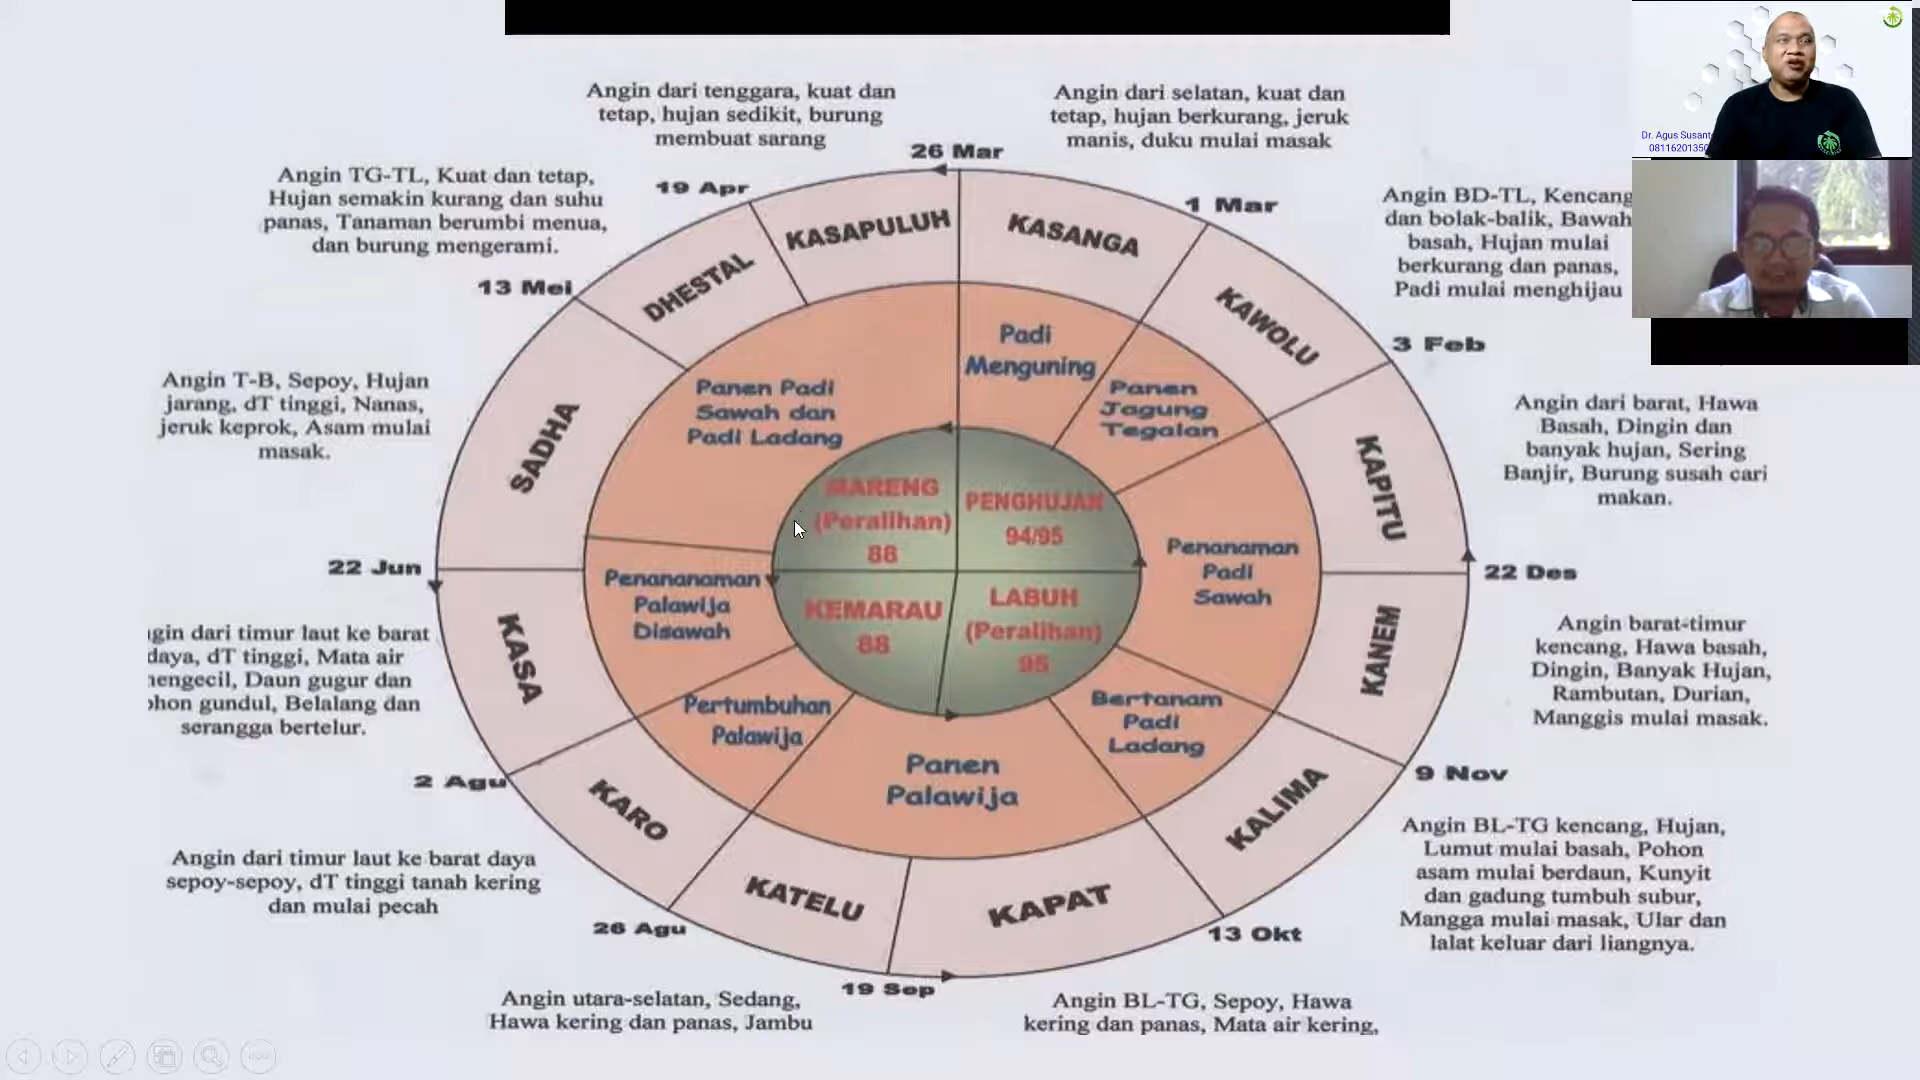 Angin dari tenggara, kuat dan
tetap, hujan sedikit, burung
membuat sarang
Angin dari selatan, kuat dan
tetap, hujan berkurang, jeruk
manis, duku mulai masak
Dr. Agus Susant
08116201350
26 Mar
Angin TG-TL, Kuat dan tetap,
Hujan semakin kurang dan suhu
panas, Tanaman berumbi menua,
dan burung mengerami.
19 Apr
1 Mar
Angin BD-TL, Kencang
dan bolak-balik, Bawah
basah, Hujan mulai
berkurang dan panas,
Padi mulai menghijau
KASAPULUH
KASANGA
DHESTAL
KAWOLU
13 Mei
3 Feb
Padi
Menguning
Panen Padi
Sawah dan
Padi Ladang
Panen
Jagung
Tegalan
Angin T-B, Sepoy, Hujan
jarang, dT tinggi, Nanas,
jeruk keprok, Asam mulai
masak.
SADHA
KAPITU
Angin dari barat, Hawa
Basah, Dingin dan
banyak hujan, Sering
Banjir, Burung susah cari
makan.
MARENG
(Peralihan)
88
PENGHUJAN
94/95
22 Jun
22 Des
Penananaman
Palawija
Disawah
KEMARAU
88
LABUH
(Peralihan)
95
Penanaman
Padi
Sawah
gin dari timur laut ke barat
daya, dT tinggi, Mata air
engecil, Daun gugur dan
ohon gundul, Belalang dan
serangga bertelur.
KASA
KANEM
Angin barat-timur
kencang, Hawa basah,
Dingin, Banyak Hujan,
Rambutan, Durian,
Manggis mulai masak.
Pertumbuhan
Palawija
Bertanam
Padi
Ladang
Panen
Palawija
2 Agu
9 Nov
KARO
KALIMA
Angin dari timur laut ke barat daya
sepoy-sepoy, dT tinggi tanah kering
dan mulai pecah
Angin BL-TG kencang, Hujan,
Lumut mulai basah, Pohon
asam mulai berdaun, Kunyit
dan gadung tumbuh subur,
Mangga mulai masak, Ular dan
lalat keluar dari liangnya.
KATELU
KAPAT
26 Agu
13 Okt
19 Sep
Angin utara-selatan, Sedang,
Hawa kering dan panas, Jambu
Angin BL-TG, Sepoy, Hawa
kering dan panas, Mata air kering,